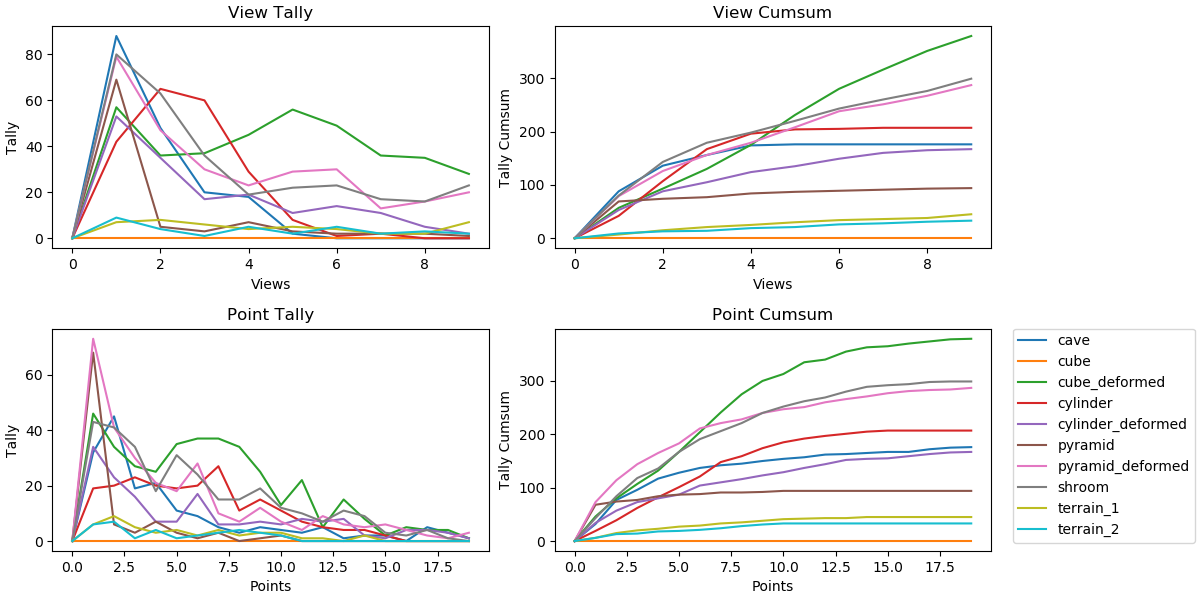 View Tally
View Cumsum
80
60
40
20
0
Tally
0 2 4 6 8
Views
300
200
100
0
Tally Cumsum
0 2 4 6 8
Views
Point Tally
Point Cumsum
60
40
20
0
Tally
0.0 2.5 5.0 7.5 10.0 12.5 15.0 17.5
Points
300
200
100
0
Tally Cumsum
0.0 2.5 5.0 7.5 10.0 12.5 15.0 17.5
Points
cave
cube
cube_deformed
cylinder
cylinder_deformed
pyramid
pyramid_deformed
shroom
terrain_1
terrain_2